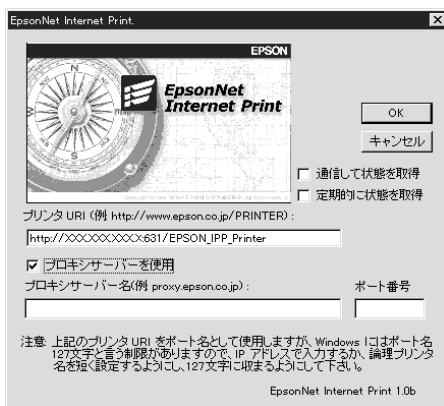 EpsonNet Internet Print.
EPSON
EpsonNet
Internet Print
OK
キャンセル
通信して状態を取得
定期的に状態を取得
プリンタ URI (例 http://www.epson.co.jp/PRINTER) :
http://XXX.XXX.XXX.X:631/EPSON_IPP_Printer
プロキシサーバーを使用
プロキシサーバー名(例 proxy.epson.co.jp) :
ポート番号
注意: 上記のプリンタ URI をポート名として使用しますが、Windows にはポート名
127文字と言う制限がありますので、IP アドレスで入力するか、論理プリンタ
名を短く設定するようにし、127文字に収まるようにして下さい。
EpsonNet Internet Print 1.0b